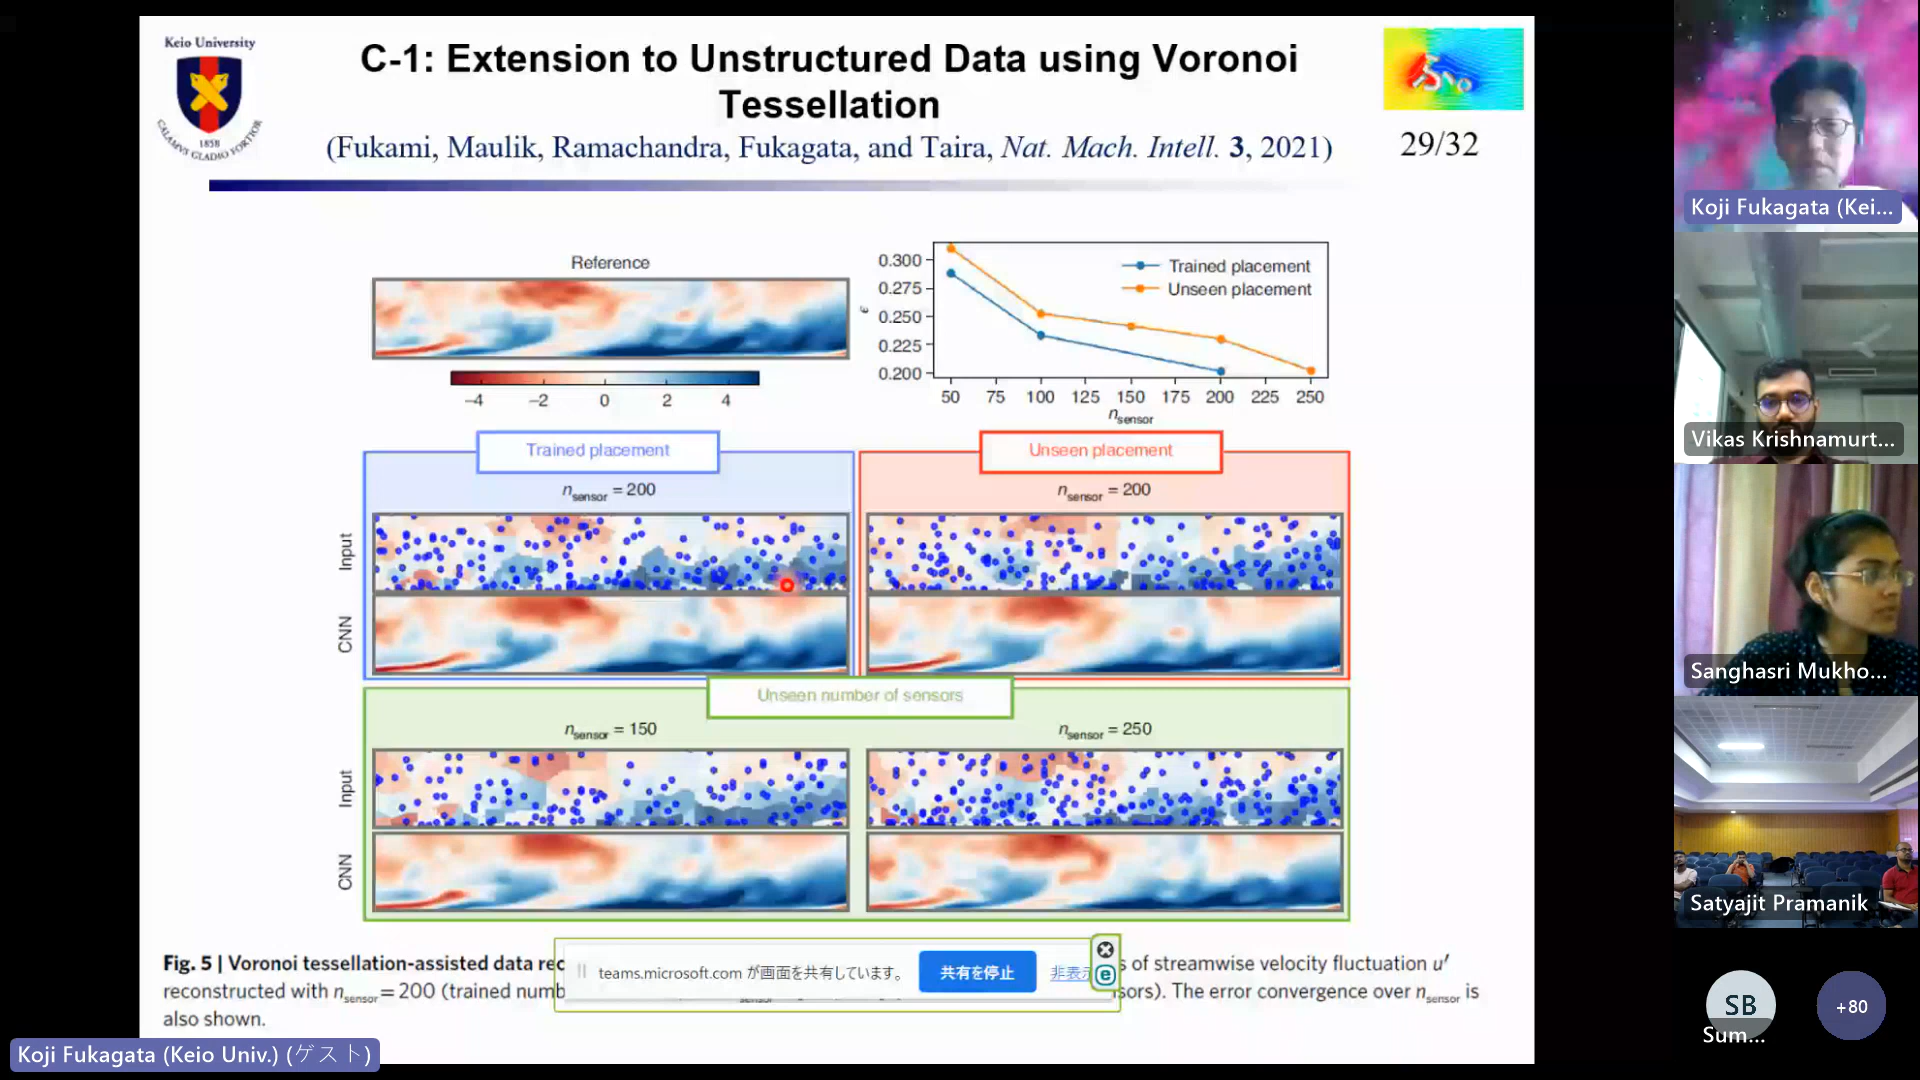 Keio University
1858
CALAMVS GLADIO FORTIOR
C-1: Extension to Unstructured Data using Voronoi
Tessellation
(Fukami, Maulik, Ramachandra, Fukagata, and Taira, Nat. Mach. Intell. 3, 2021)
29/32
Reference
−4 −2 0 2 4
0.300
0.275
0.250
0.225
0.200
ε
Trained placement
Unseen placement
50 75 100 125 150 175 200 225 250
nsensor
Trained placement
nsensor = 200
Unseen placement
nsensor = 200
Input
CNN
Unseen number of sensors
nsensor = 150
nsensor = 250
Input
CNN
Fig. 5 | Voronoi tessellation-assisted data rec
s of streamwise velocity fluctuation u′
reconstructed with nsensor = 200 (trained numb
sors). The error convergence over nsensor is
also shown.
teams.microsoft.com が画面を共有しています。
共有を停止
非表示
Koji Fukagata (Keio Univ.) (ゲスト)
Koji Fukagata (Kei...
Vikas Krishnamurt...
Sanghasri Mukho...
Satyajit Pramanik
SB
Sum...
+80